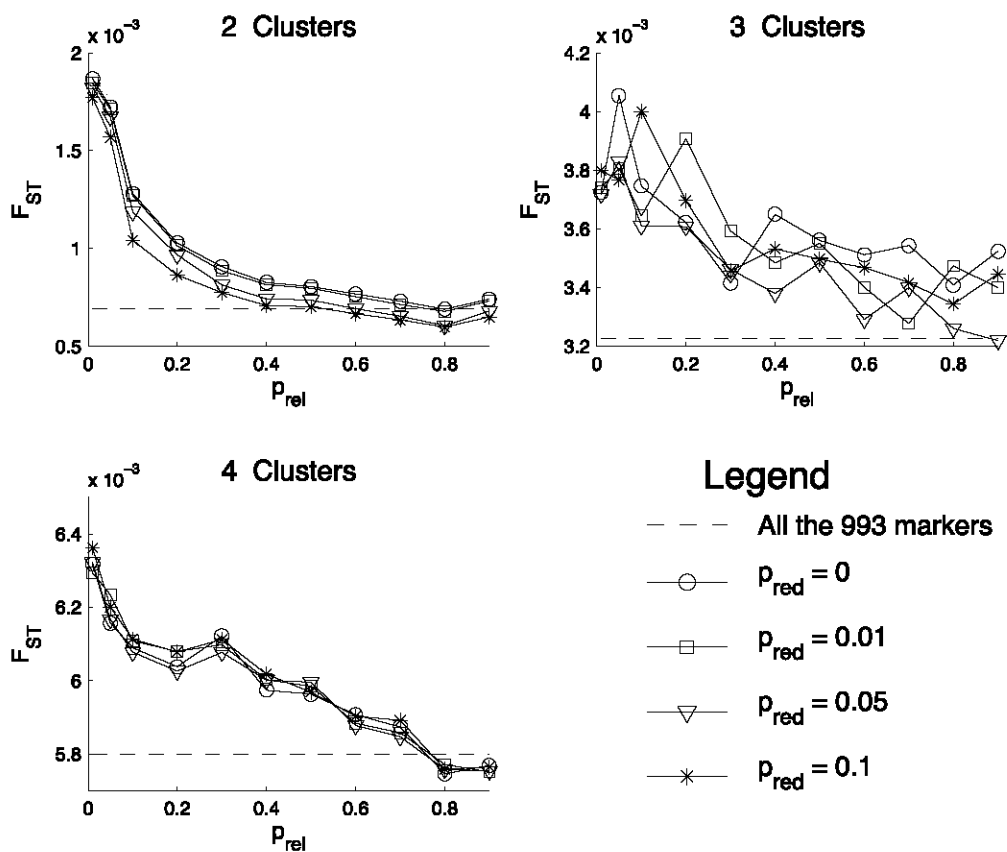 x 10⁻³
2 Clusters
2
1.5
1
0.5
F_ST
0 0.2 0.4 0.6 0.8
p_rel
x 10⁻³
3 Clusters
4.2
4
3.8
3.6
3.4
3.2
F_ST
0 0.2 0.4 0.6 0.8
p_rel
x 10⁻³
4 Clusters
6.4
6.2
6
5.8
F_ST
0 0.2 0.4 0.6 0.8
p_rel
Legend
All the 993 markers
p_red = 0
p_red = 0.01
p_red = 0.05
p_red = 0.1